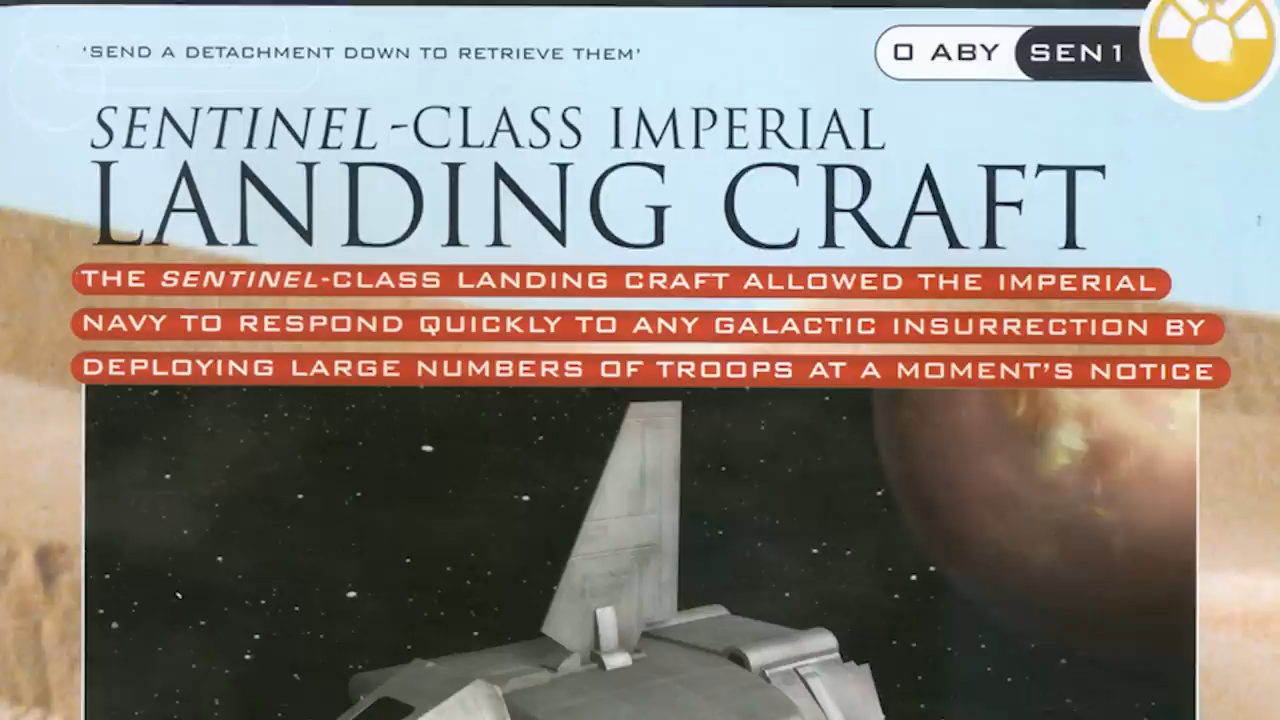 'SEND A DETACHMENT DOWN TO RETRIEVE THEM'
0 ABY SEN1
SENTINEL-CLASS IMPERIAL
LANDING CRAFT
THE SENTINEL-CLASS LANDING CRAFT ALLOWED THE IMPERIAL
NAVY TO RESPOND QUICKLY TO ANY GALACTIC INSURRECTION BY
DEPLOYING LARGE NUMBERS OF TROOPS AT A MOMENT'S NOTICE